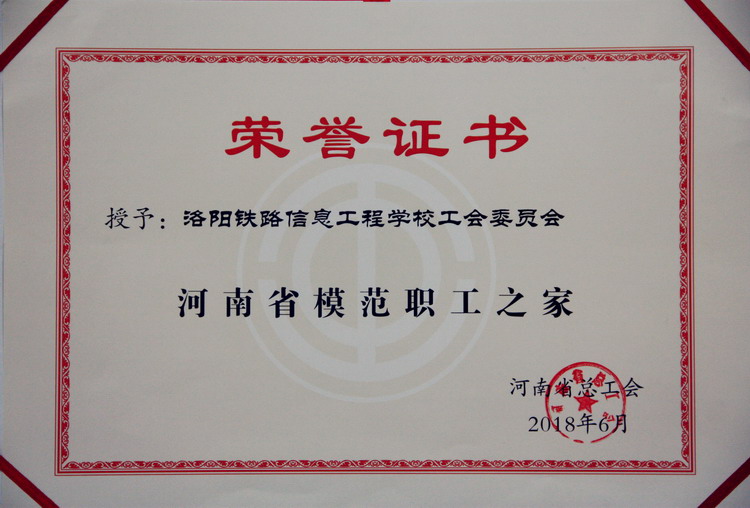 荣誉证书
授予：洛阳铁路信息工程学校工会委员会
河南省模范职工之家
河南省总工会
2018年6月